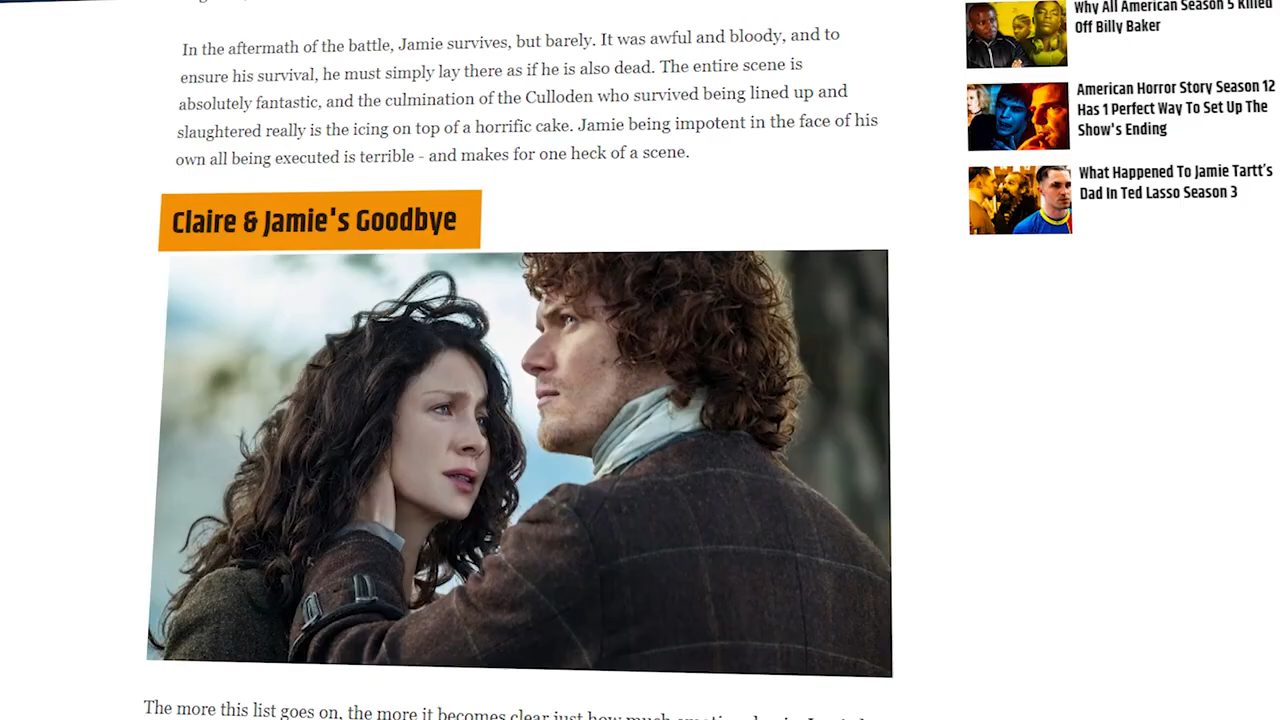 In the aftermath of the battle, Jamie survives, but barely. It was awful and bloody, and to
ensure his survival, he must simply lay there as if he is also dead. The entire scene is
absolutely fantastic, and the culmination of the Culloden who survived being lined up and
slaughtered really is the icing on top of a horrific cake. Jamie being impotent in the face of his
own all being executed is terrible - and makes for one heck of a scene.
Claire & Jamie's Goodbye
The more this list goes on, the more it becomes clear just how much
Why All American Season 5 Killed
Off Billy Baker
American Horror Story Season 12
Has 1 Perfect Way To Set Up The
Show's Ending
What Happened To Jamie Tartt's
Dad In Ted Lasso Season 3